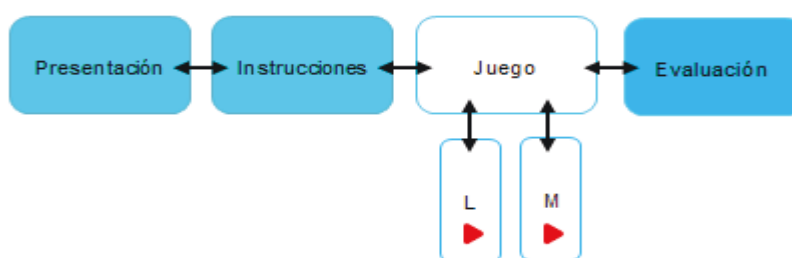 Presentación
Instrucciones
Juego
Evaluación
L
M